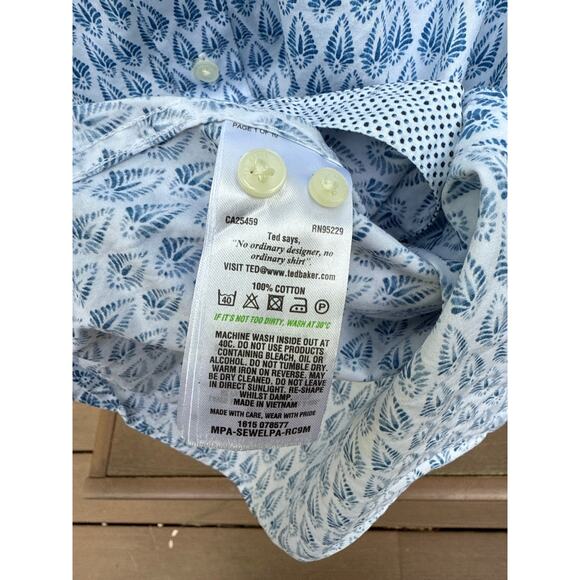 PAGE 1 OF
CA25459 RN95229
Ted says,
"No ordinary designer, no
ordinary shirt".
VISIT TED@www.tedbaker.com
100% COTTON
40 P
IF IT'S NOT TOO DIRTY, WASH AT 30°C
MACHINE WASH INSIDE OUT AT
40C. DO NOT USE PRODUCTS
CONTAINING BLEACH, OIL OR
ALCOHOL. DO NOT TUMBLE DRY.
WARM IRON ON REVERSE. MAY
BE DRY CLEANED. DO NOT LEAVE
IN DIRECT SUNLIGHT. RE-SHAPE
WHILST DAMP.
MADE IN VIETNAM
MADE WITH CARE, WEAR WITH PRIDE
1815 078577
MPA-SEWELPA-RC9M